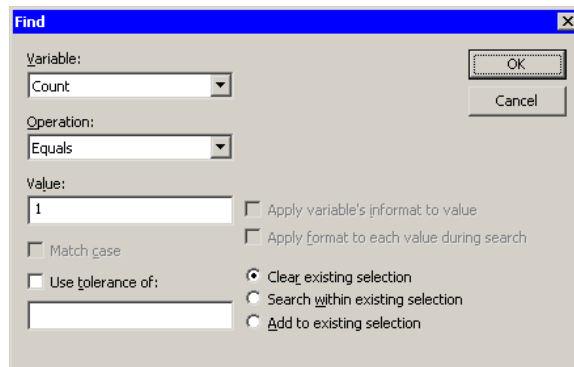 Find
Variable:
Count
OK
Cancel
Operation:
Equals
Value:
1
Apply variable's informat to value
Apply format to each value during search
Match case
Use tolerance of:
Clear existing selection
Search within existing selection
Add to existing selection